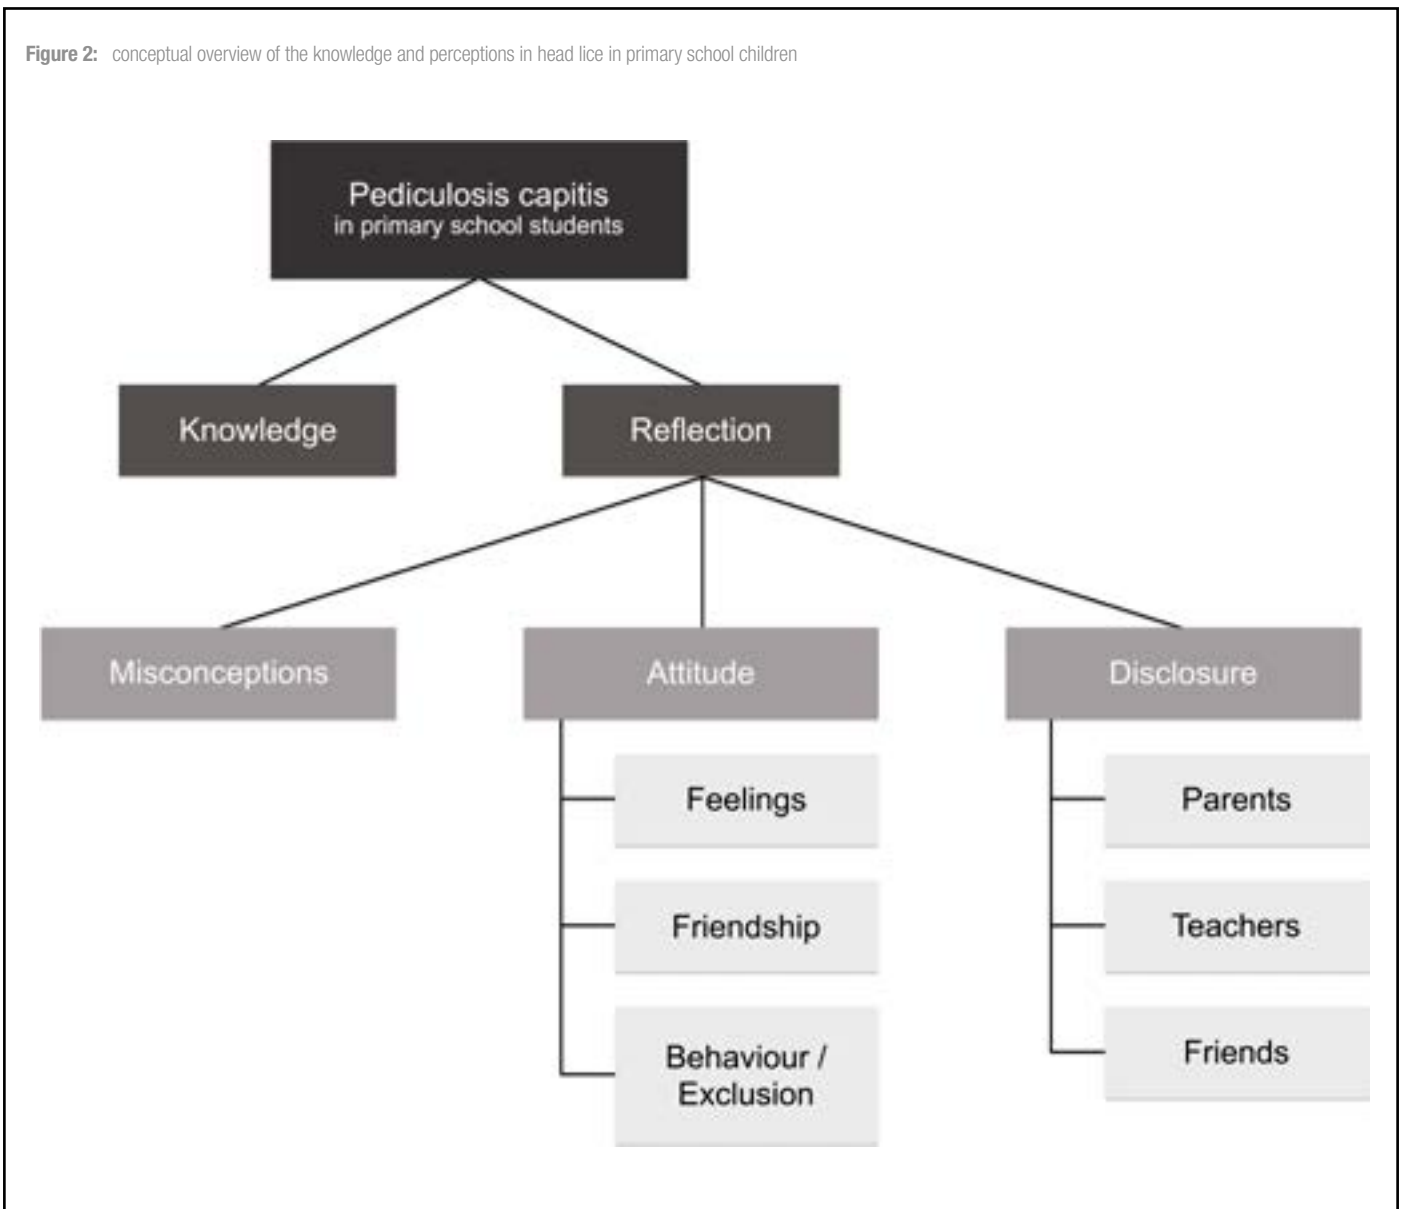 Figure 2: conceptual overview of the knowledge and perceptions in head lice in primary school children
Pediculosis capitis
in primary school students
Knowledge
Reflection
Misconceptions
Attitude
Disclosure
Feelings
Parents
Friendship
Teachers
Behaviour /
Exclusion
Friends